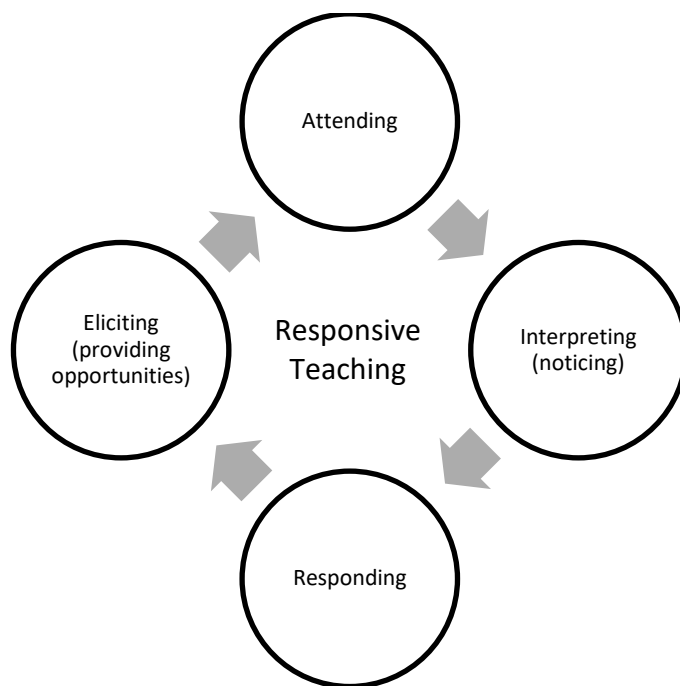 Attending
Eliciting
(providing
opportunities)
Responsive
Teaching
Interpreting
(noticing)
Responding